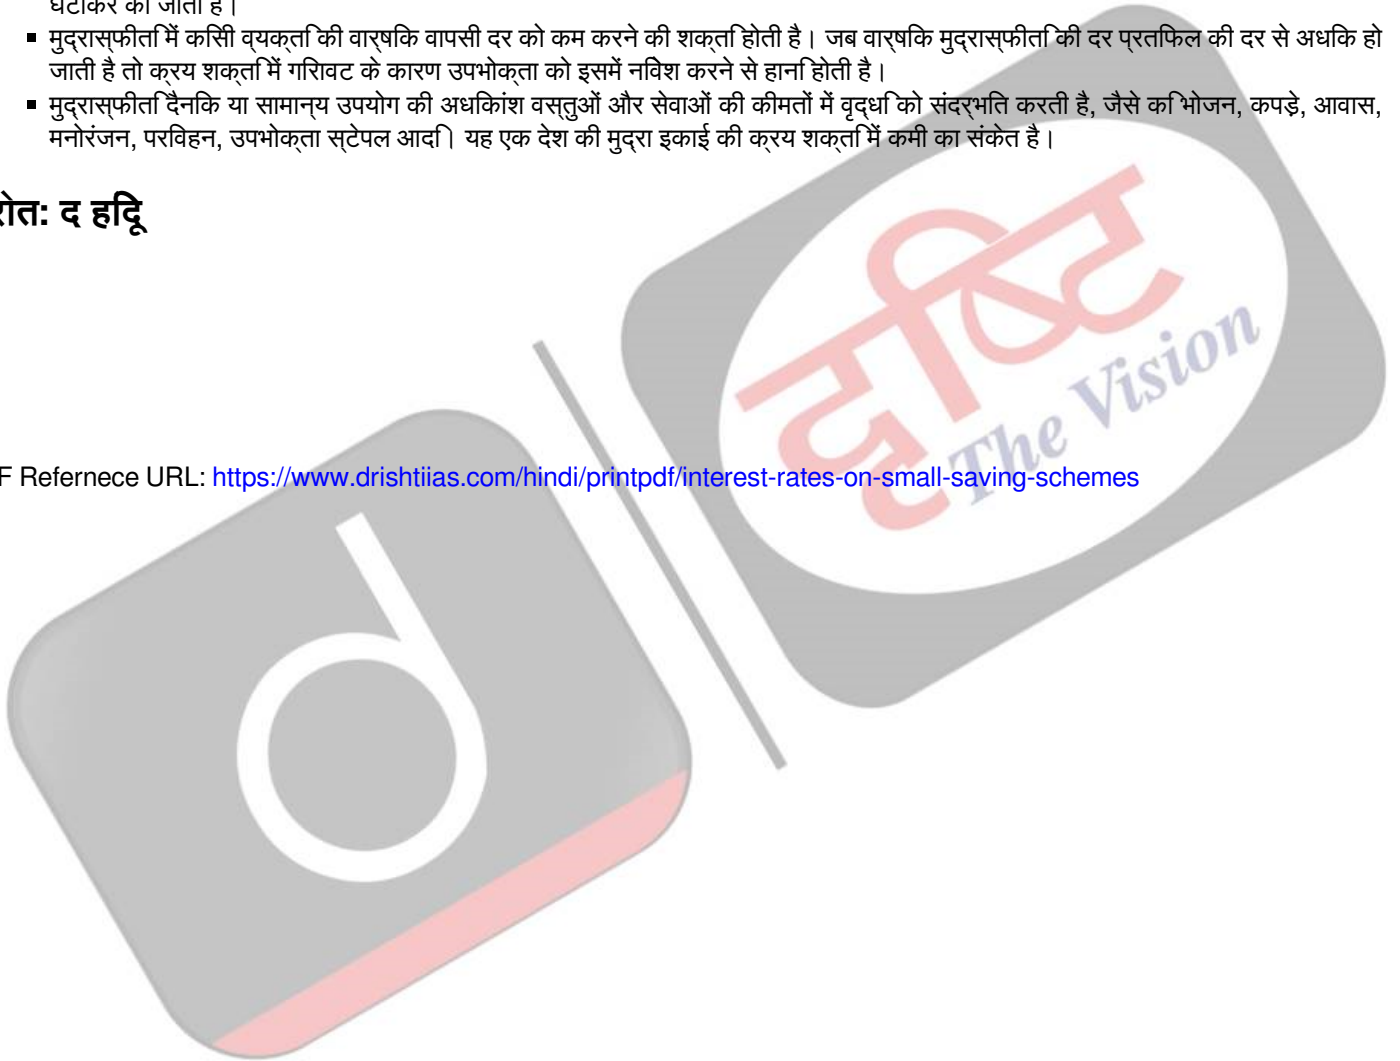 घटाकर की जाती है।
▪ मुद्रास्फीति में किसी व्यक्ति की वार्षिक वापसी दर को कम करने की शक्ति होती है। जब वार्षिक मुद्रास्फीति की दर प्रतिफल की दर से अधिक हो
जाती है तो क्रय शक्ति में गिरावट के कारण उपभोक्ता को इसमें निवेश करने से हानि होती है।
▪ मुद्रास्फीति दैनिक या सामान्य उपयोग की अधिकांश वस्तुओं और सेवाओं की कीमतों में वृद्धि को संदर्भित करती है, जैसे कि भोजन, कपड़े, आवास,
मनोरंजन, परिवहन, उपभोक्ता स्टेपल आदि। यह एक देश की मुद्रा इकाई की क्रय शक्ति में कमी का संकेत है।
रोत: द हिंदू
दृष्टि
The Vision
F Refernece URL: https://www.drishtiias.com/hindi/printpdf/interest-rates-on-small-saving-schemes
d